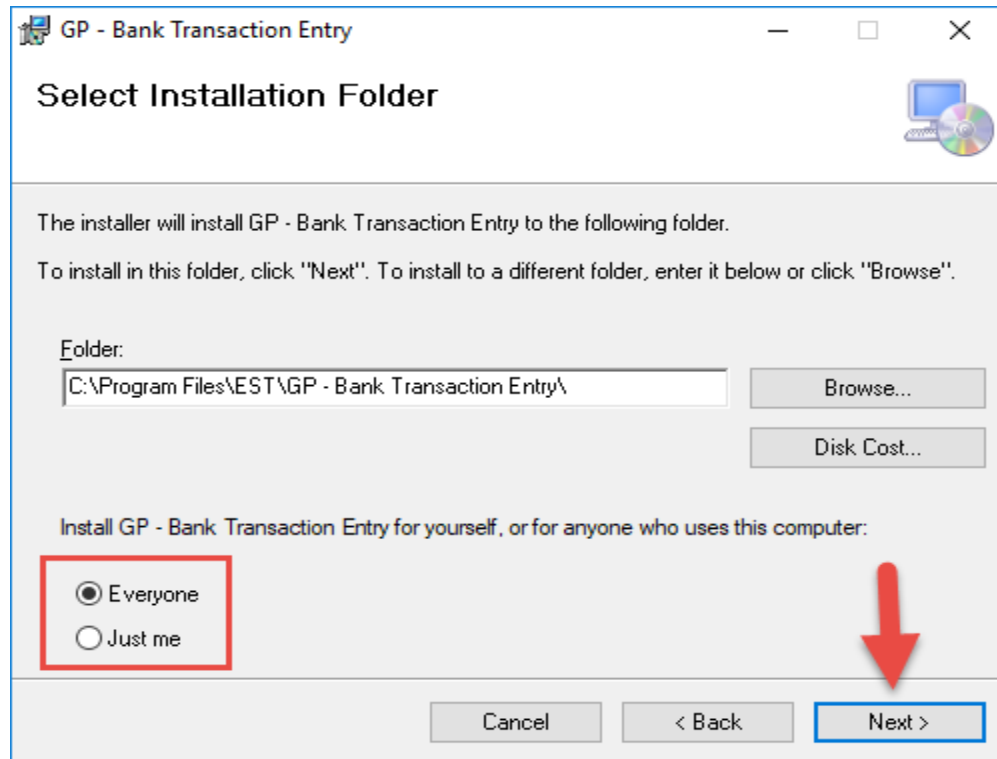 GP - Bank Transaction Entry
Select Installation Folder
The installer will install GP - Bank Transaction Entry to the following folder.
To install in this folder, click "Next". To install to a different folder, enter it below or click "Browse".
Folder:
C:\Program Files\EST\GP - Bank Transaction Entry\
Browse...
Disk Cost...
Install GP - Bank Transaction Entry for yourself, or for anyone who uses this computer:
Everyone
Just me
Cancel
< Back
Next >